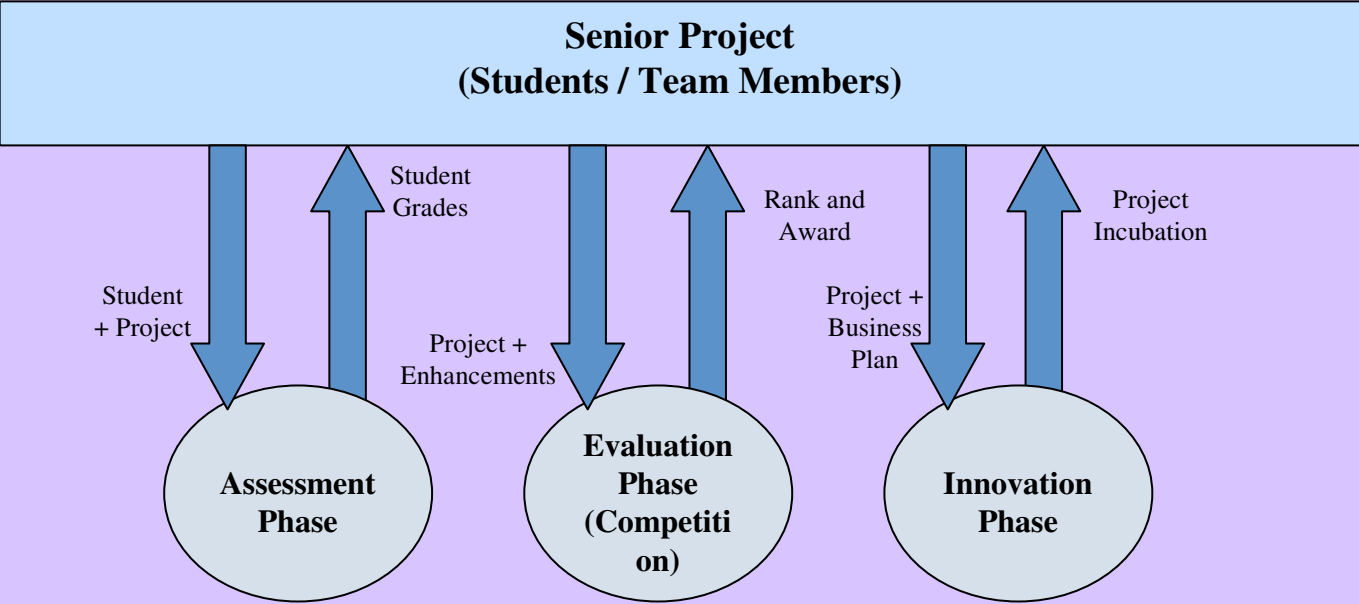 Senior Project
(Students / Team Members)
Student
Grades
Student
+ Project
Rank and
Award
Project +
Enhancements
Project
Incubation
Project +
Business
Plan
Assessment
Phase
Evaluation
Phase
(Competiti
on)
Innovation
Phase